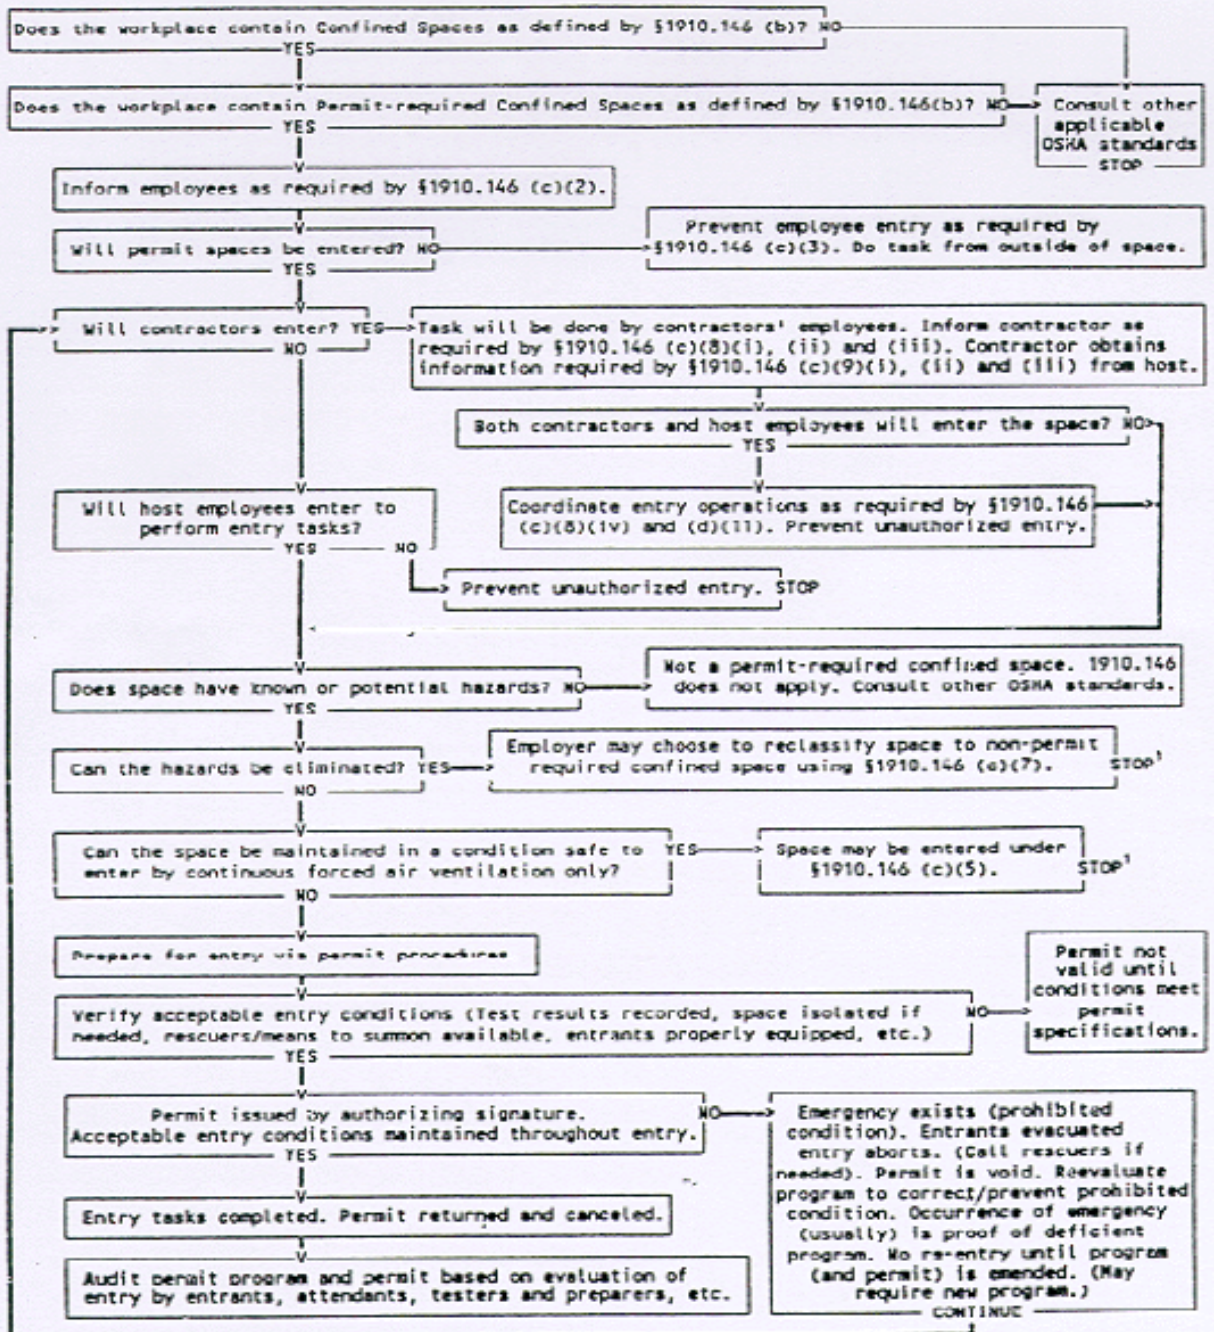 Does the workplace contain Confined Spaces as defined by §1910.146 (b)? NO
YES
Does the workplace contain Permit-required Confined Spaces as defined by §1910.146(b)? NO
YES
Consult other
applicable
OSHA standards
STOP
Inform employees as required by §1910.146 (c)(2).
Will permit spaces be entered? NO
YES
Prevent employee entry as required by
§1910.146 (c)(3). Do task from outside of space.
Will contractors enter? YES
NO
Task will be done by contractors' employees. Inform contractor as
required by §1910.146 (c)(8)(i), (ii) and (iii). Contractor obtains
information required by §1910.146 (c)(9)(i), (ii) and (iii) from host.
Both contractors and host employees will enter the space? NO
YES
Will host employees enter to
perform entry tasks?
YES NO
Coordinate entry operations as required by §1910.146
(c)(8)(iv) and (d)(11). Prevent unauthorized entry.
Prevent unauthorized entry. STOP
Does space have known or potential hazards? NO
YES
Not a permit-required confined space. 1910.146
does not apply. Consult other OSHA standards.
Can the hazards be eliminated? YES
NO
Employer may choose to reclassify space to non-permit
required confined space using §1910.146 (c)(7). STOP¹
Can the space be maintained in a condition safe to YES
enter by continuous forced air ventilation only?
NO
Space may be entered under
§1910.146 (c)(5). STOP¹
Prepare for entry via permit procedures
Verify acceptable entry conditions (Test results recorded, space isolated if NO
needed, rescuers/means to summon available, entrants properly equipped, etc.)
YES
Permit not
valid until
conditions meet
permit
specifications.
Permit issued by authorizing signature. NO
Acceptable entry conditions maintained throughout entry.
YES
Emergency exists (prohibited
condition). Entrants evacuated
entry aborts. (Call rescuers if
needed). Permit is void. Reevaluate
program to correct/prevent prohibited
condition. Occurrence of emergency
(usually) is proof of deficient
program. No re-entry until program
(and permit) is amended. (May
require new program.)
CONTINUE
Entry tasks completed. Permit returned and canceled.
Audit permit program and permit based on evaluation of
entry by entrants, attendants, testers and preparers, etc.